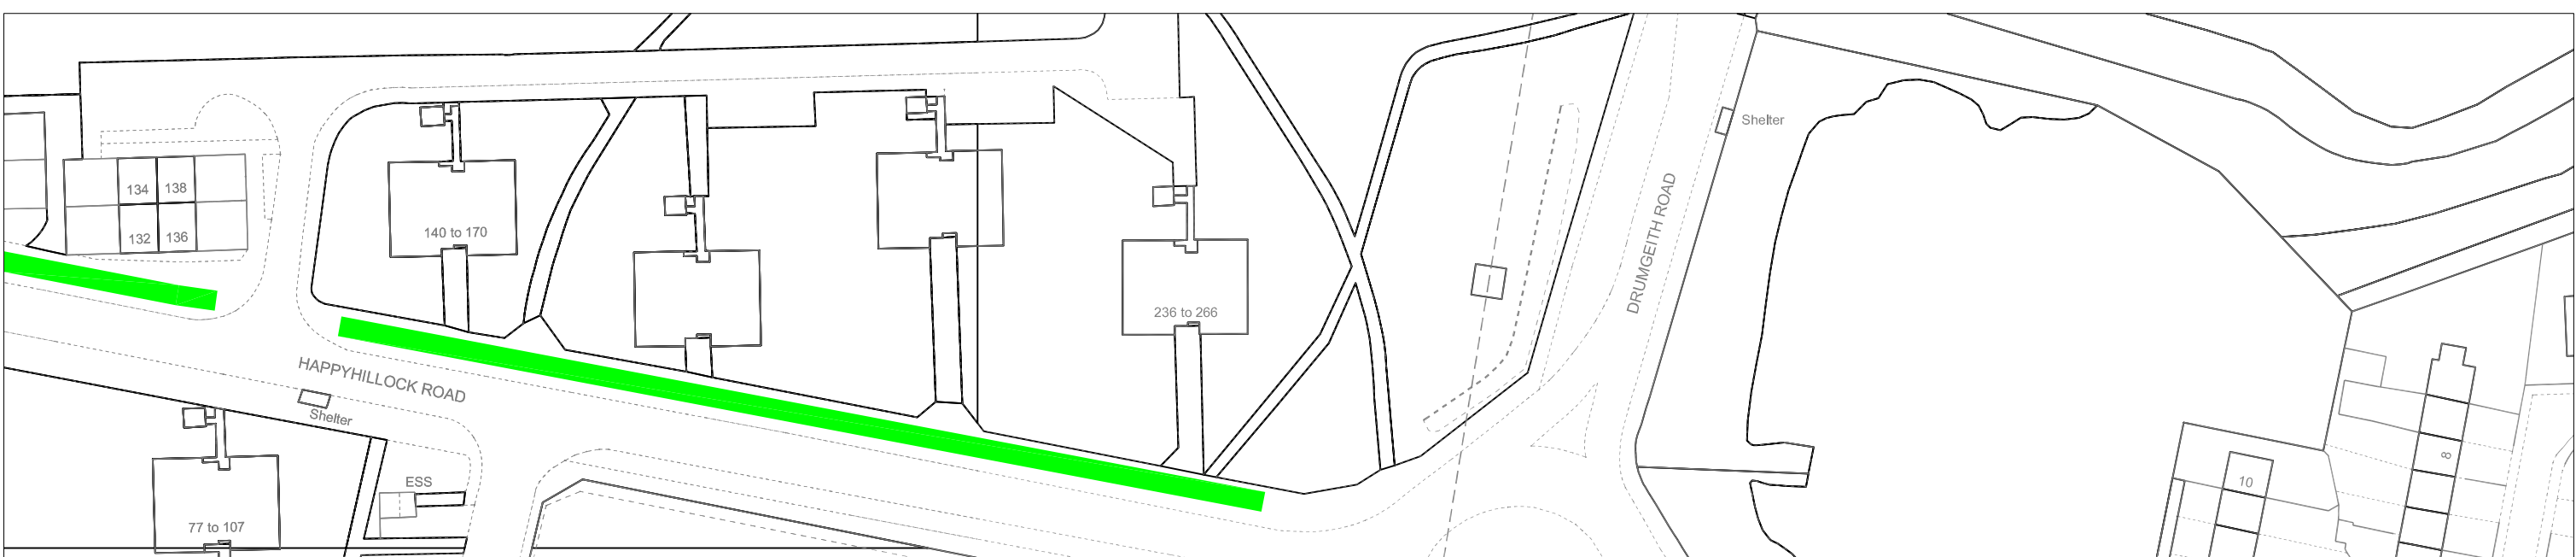 Shelter
134 138
132 136
140 to 170
DRUMGEITH ROAD
236 to 266
HAPPYHILLOCK ROAD
Shelter
ESS
77 to 107
8
10